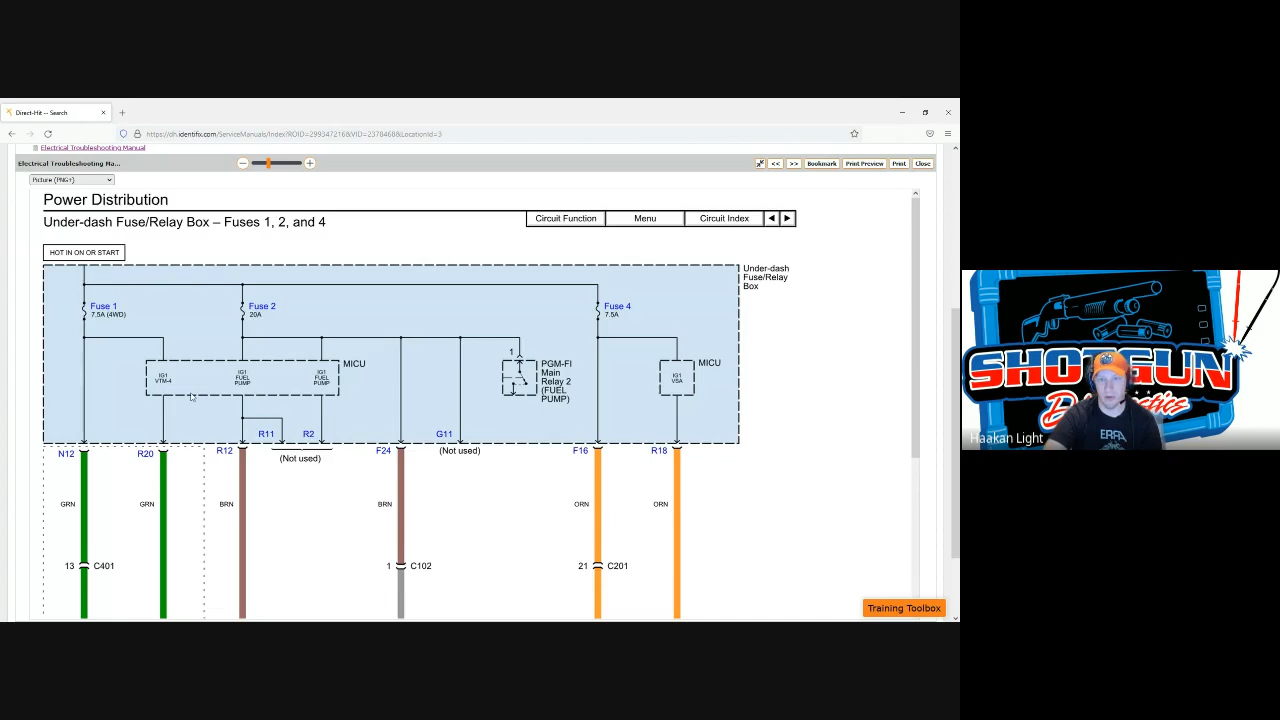 Direct-Hit -- Search
https://dh.identifix.com/ServiceManuals/Index?ROID=299347216&VID=23784688&LocationId=3
Electrical Troubleshooting Manual
Electrical Troubleshooting Ma...
<< >> Bookmark Print Preview Print Close
Picture (PNG+)
Power Distribution
Under-dash Fuse/Relay Box – Fuses 1, 2, and 4
Circuit Function Menu Circuit Index
HOT IN ON OR START
Under-dash
Fuse/Relay
Box
Fuse 1
7.5A (4WD)
Fuse 2
20A
Fuse 4
7.5A
IG1
VTM-4
IG1
FUEL
PUMP
IG1
FUEL
PUMP
MICU
1
PGM-FI
Main
Relay 2
(FUEL
PUMP)
IG1
VSA
MICU
N12 R20 R12 R11 R2 F24 G11 F16 R18
(Not used)
(Not used)
GRN GRN BRN BRN ORN ORN
13 C401
1 C102
21 C201
Training Toolbox
SHOTGUN
ERRA
Haakan Light